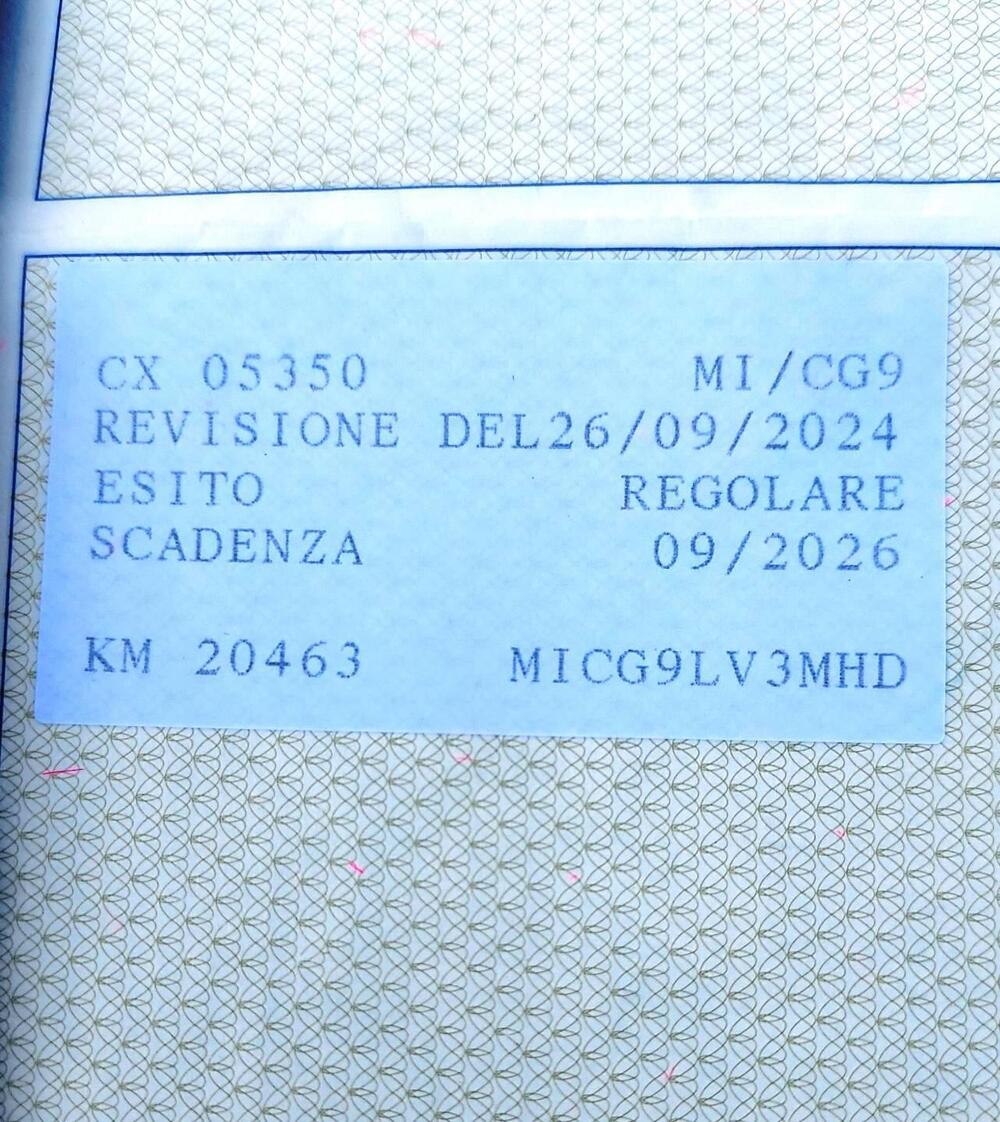 CX 05350 MI/CG9
REVISIONE DEL26/09/2024
ESITO REGOLARE
SCADENZA 09/2026
KM 20463 MICG9LV3MHD